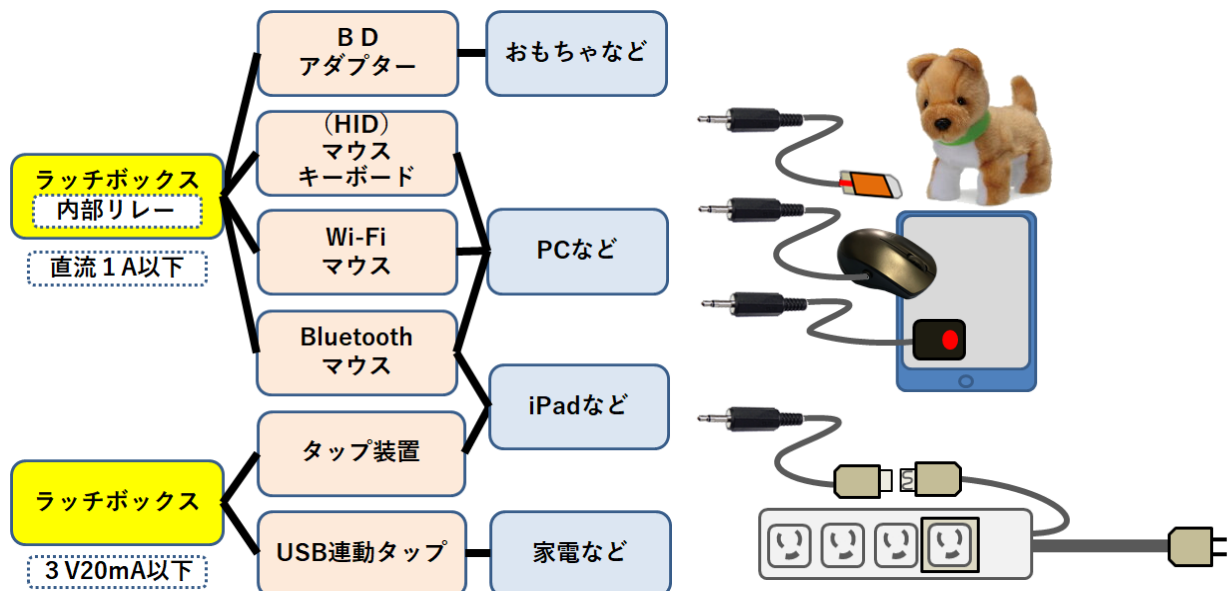 ＢＤ
アダプター
おもちゃなど
（HID）
マウス
キーボード
ラッチボックス
内部リレー
直流１A以下
Wi-Fi
マウス
PCなど
Bluetooth
マウス
iPadなど
タップ装置
ラッチボックス
３V20mA以下
USB連動タップ
家電など